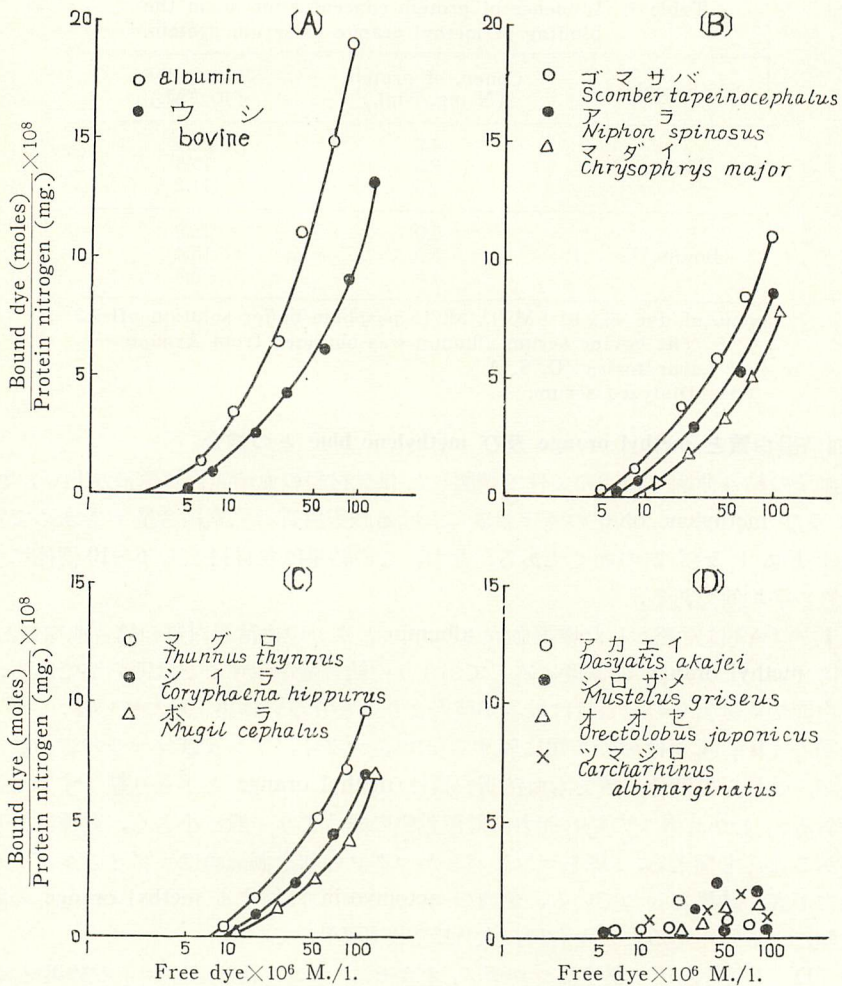 (A)
20
15
10
5
0
1
5
10
50
100
albumin
ウシ
bovine
Bound dye (moles)
Protein nitrogen (mg.)
×10⁸
(B)
20
15
10
5
0
1
5
10
50
100
ゴマサバ
Scomber tapeinocephalus
アラ
Niphon spinosus
マダイ
Chrysophrys major
(C)
15
10
5
0
1
5
10
50
100
マグロ
Thunnus thynnus
シイラ
Coryphaena hippurus
ボラ
Mugil cephalus
Bound dye (moles)
Protein nitrogen (mg.)
×10⁸
Free dye×10⁶ M./l.
(D)
15
10
5
0
1
5
10
50
100
アカエイ
Dasyatis akajei
シロザメ
Mustelus griseus
オオセ
Orectolobus japonicus
ツマジロ
Carcharhinus
albimarginatus
Free dye×10⁶ M./l.